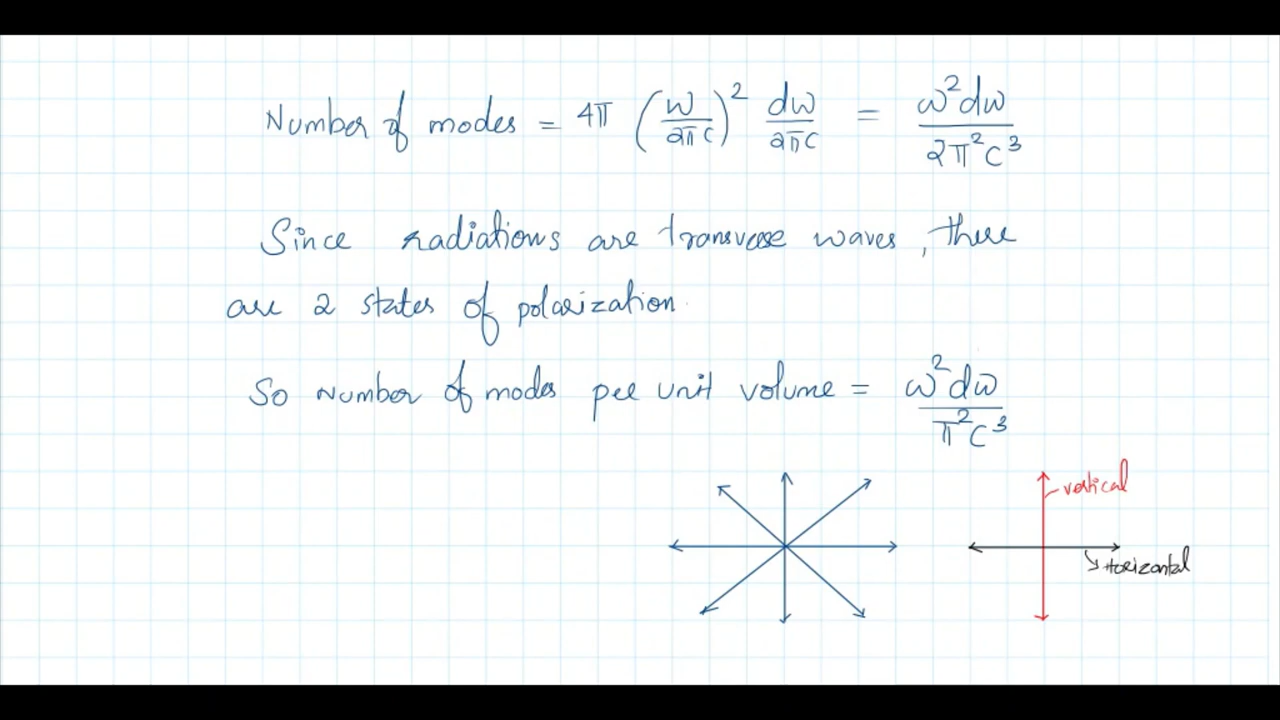 Number of modes = 4π (ω/2πc)² dω/2πc = ω²dω/2π²c³
Since radiations are transverse waves, there
are 2 states of polarization.
So Number of modes per unit volume = ω²dω/π²c³
vertical
Horizontal